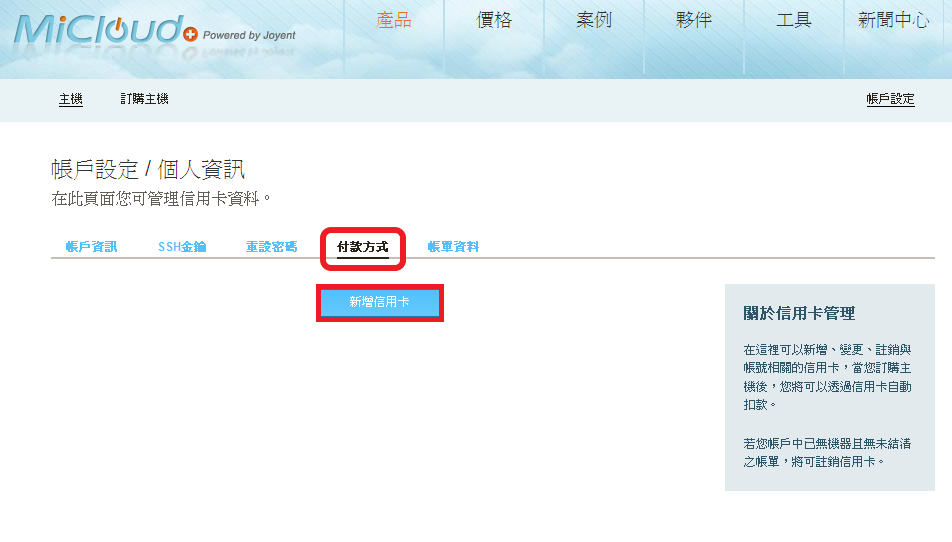 MiCloud Powered by Joyent
產品 價格 案例 夥伴 工具 新聞中心
主機 訂購主機 帳戶設定
帳戶設定 / 個人資訊
在此頁面您可管理信用卡資料。
帳戶資訊 SSH金鑰 重設密碼 付款方式 帳單資料
新增信用卡
關於信用卡管理
在這裡可以新增、變更、註銷與
帳號相關的信用卡，當您訂購主
機後，您將可以透過信用卡自動
扣款。
若您帳戶中已無機器且無未結清
之帳單，將可註銷信用卡。